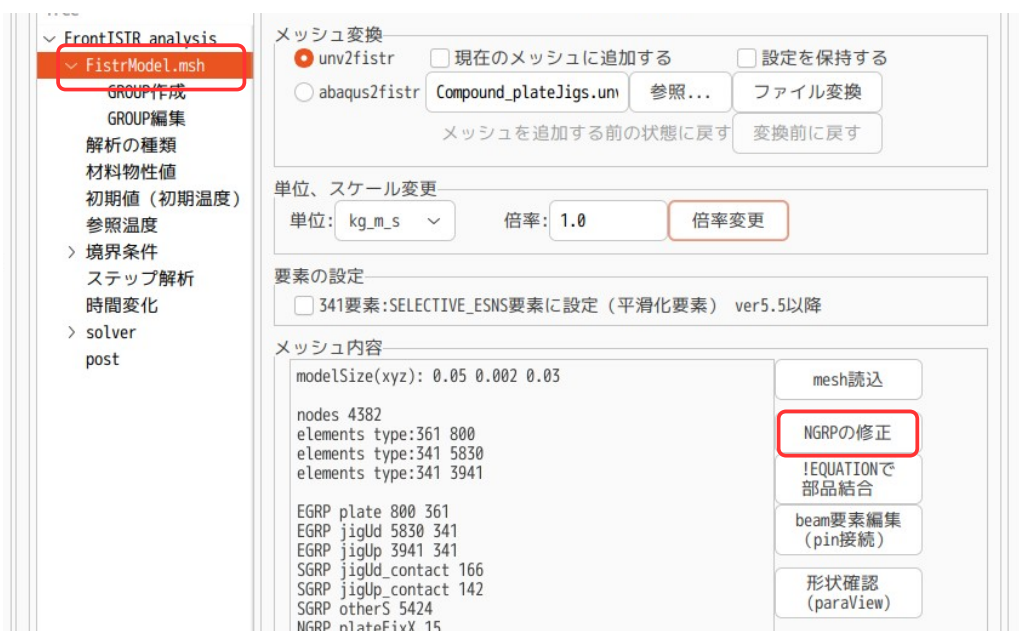 FrontISTR analysis
FistrModel.msh
GROUP作成
GROUP編集
解析の種類
材料物性値
初期値（初期温度）
参照温度
境界条件
ステップ解析
時間変化
solver
post
メッシュ変換
unv2fistr 現在のメッシュに追加する 設定を保持する
abaqus2fistr Compound_plateJigs.unv 参照... ファイル変換
メッシュを追加する前の状態に戻す 変換前に戻す
単位、スケール変更
単位: kg_m_s 倍率: 1.0 倍率変更
要素の設定
341要素:SELECTIVE_ESNS要素に設定（平滑化要素） ver5.5以降
メッシュ内容
modelSize(xyz): 0.05 0.002 0.03
nodes 4382
elements type:361 800
elements type:341 5830
elements type:341 3941
EGRP plate 800 361
EGRP jigUd 5830 341
EGRP jigUp 3941 341
SGRP jigUd_contact 166
SGRP jigUp_contact 142
SGRP otherS 5424
NGRP plateFixX 15
mesh読込
NGRPの修正
!EQUATIONで
部品結合
beam要素編集
(pin接続)
形状確認
(paraView)